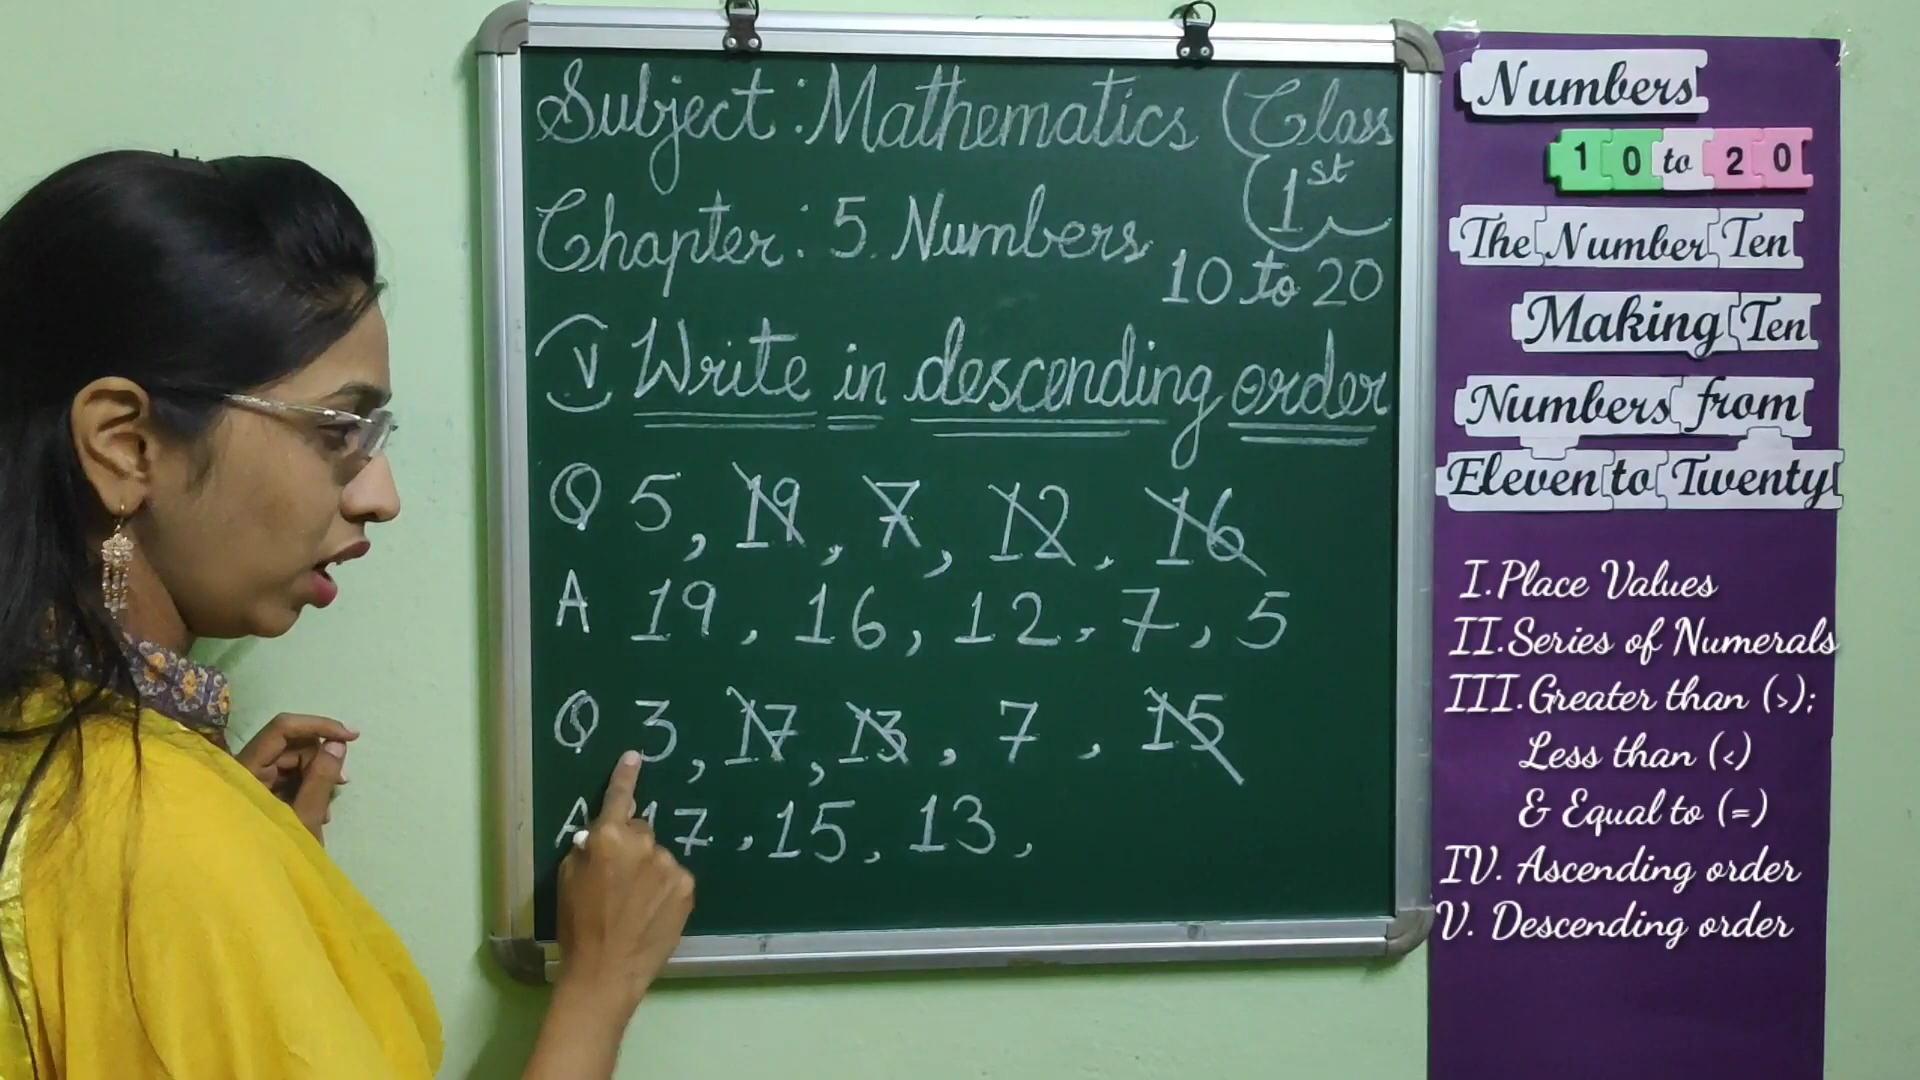 Subject : Mathematics (Class
1st
Chapter : 5. Numbers
10 to 20
V Write in descending order
Q 5, 19, 7, 12, 16
A 19, 16, 12, 7, 5
Q 3, 17, 13, 7, 15
A 17, 15, 13,
Numbers
10 to 20
The Number Ten
Making Ten
Numbers from
Eleven to Twenty
I.Place Values
II.Series of Numerals
III.Greater than (>);
Less than (<)
& Equal to (=)
IV. Ascending order
V. Descending order